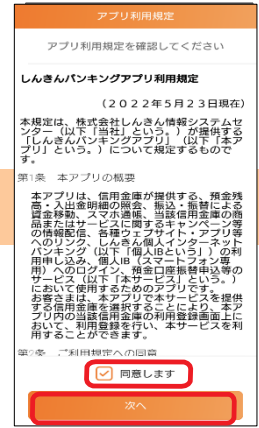 アプリ利用規定
アプリ利用規定を確認してください
しんきんバンキングアプリ利用規定
(2022年5月23日現在)
本規定は、株式会社しんきん情報システムセ
ンター（以下「当社」という。）が提供する
「しんきんバンキングアプリ」（以下「本ア
プリ」という。）について規定するもので
す。
第1条 本アプリの概要
本アプリは、信用金庫が提供する、預金残
高・入出金明細の照会、振込・振替による
資金移動、スマホ通帳、当該信用金庫の商
品またはサービスに関するキャンペーン等
の情報配信、各種ウェブサイト・アプリ等
へのリンク、しんきん個人インターネット
バンキング（以下「個人IBという」）の利
用申し込み、個人IB（スマートフォン専
用）へのログイン、預金口座振替申込等の
サービス（以下「本サービス」という。）
において使用するためのアプリです。
お客さまは、本アプリで本サービスを提供
する信用金庫を選択することにより、本ア
プリ内の当該信用金庫の利用登録画面上に
おいて、利用登録を行い、本サービスを利
用することができます。
第2条 ご利用規定への同意
同意します
次へ